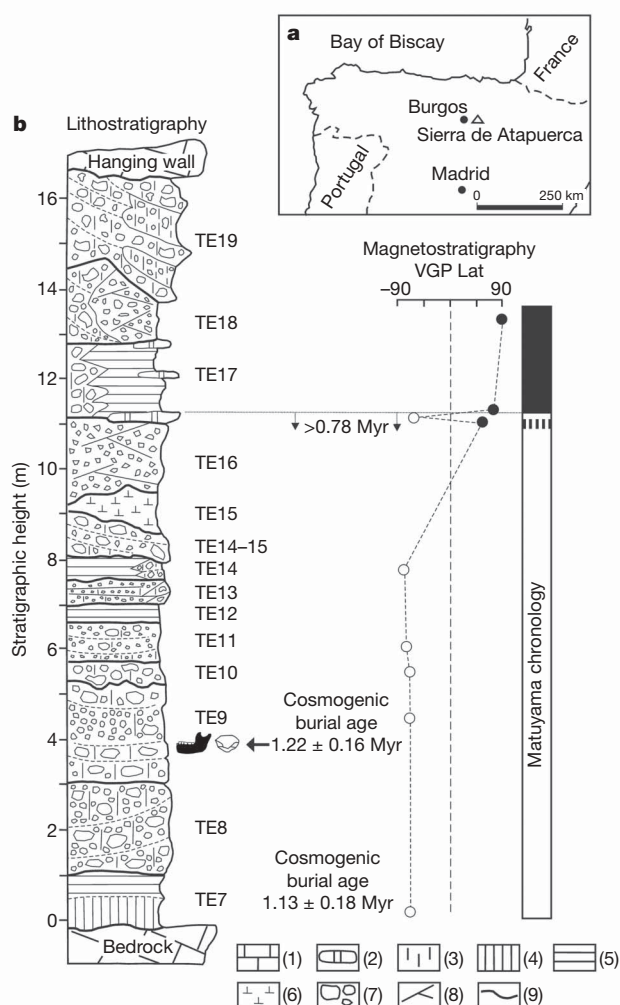 a
Bay of Biscay
France
Burgos
Sierra de Atapuerca
Portugal
Madrid
0 250 km
b
Lithostratigraphy
Hanging wall
Stratigraphic height (m)
16
14
12
10
8
6
4
2
0
TE19
TE18
TE17
TE16
TE15
TE14–15
TE14
TE13
TE12
TE11
TE10
TE9
TE8
TE7
Bedrock
Magnetostratigraphy
VGP Lat
–90 90
>0.78 Myr
Cosmogenic
burial age
1.22 ± 0.16 Myr
Cosmogenic
burial age
1.13 ± 0.18 Myr
Matuyama chronology
(1) (2) (3) (4) (5)
(6) (7) (8) (9)